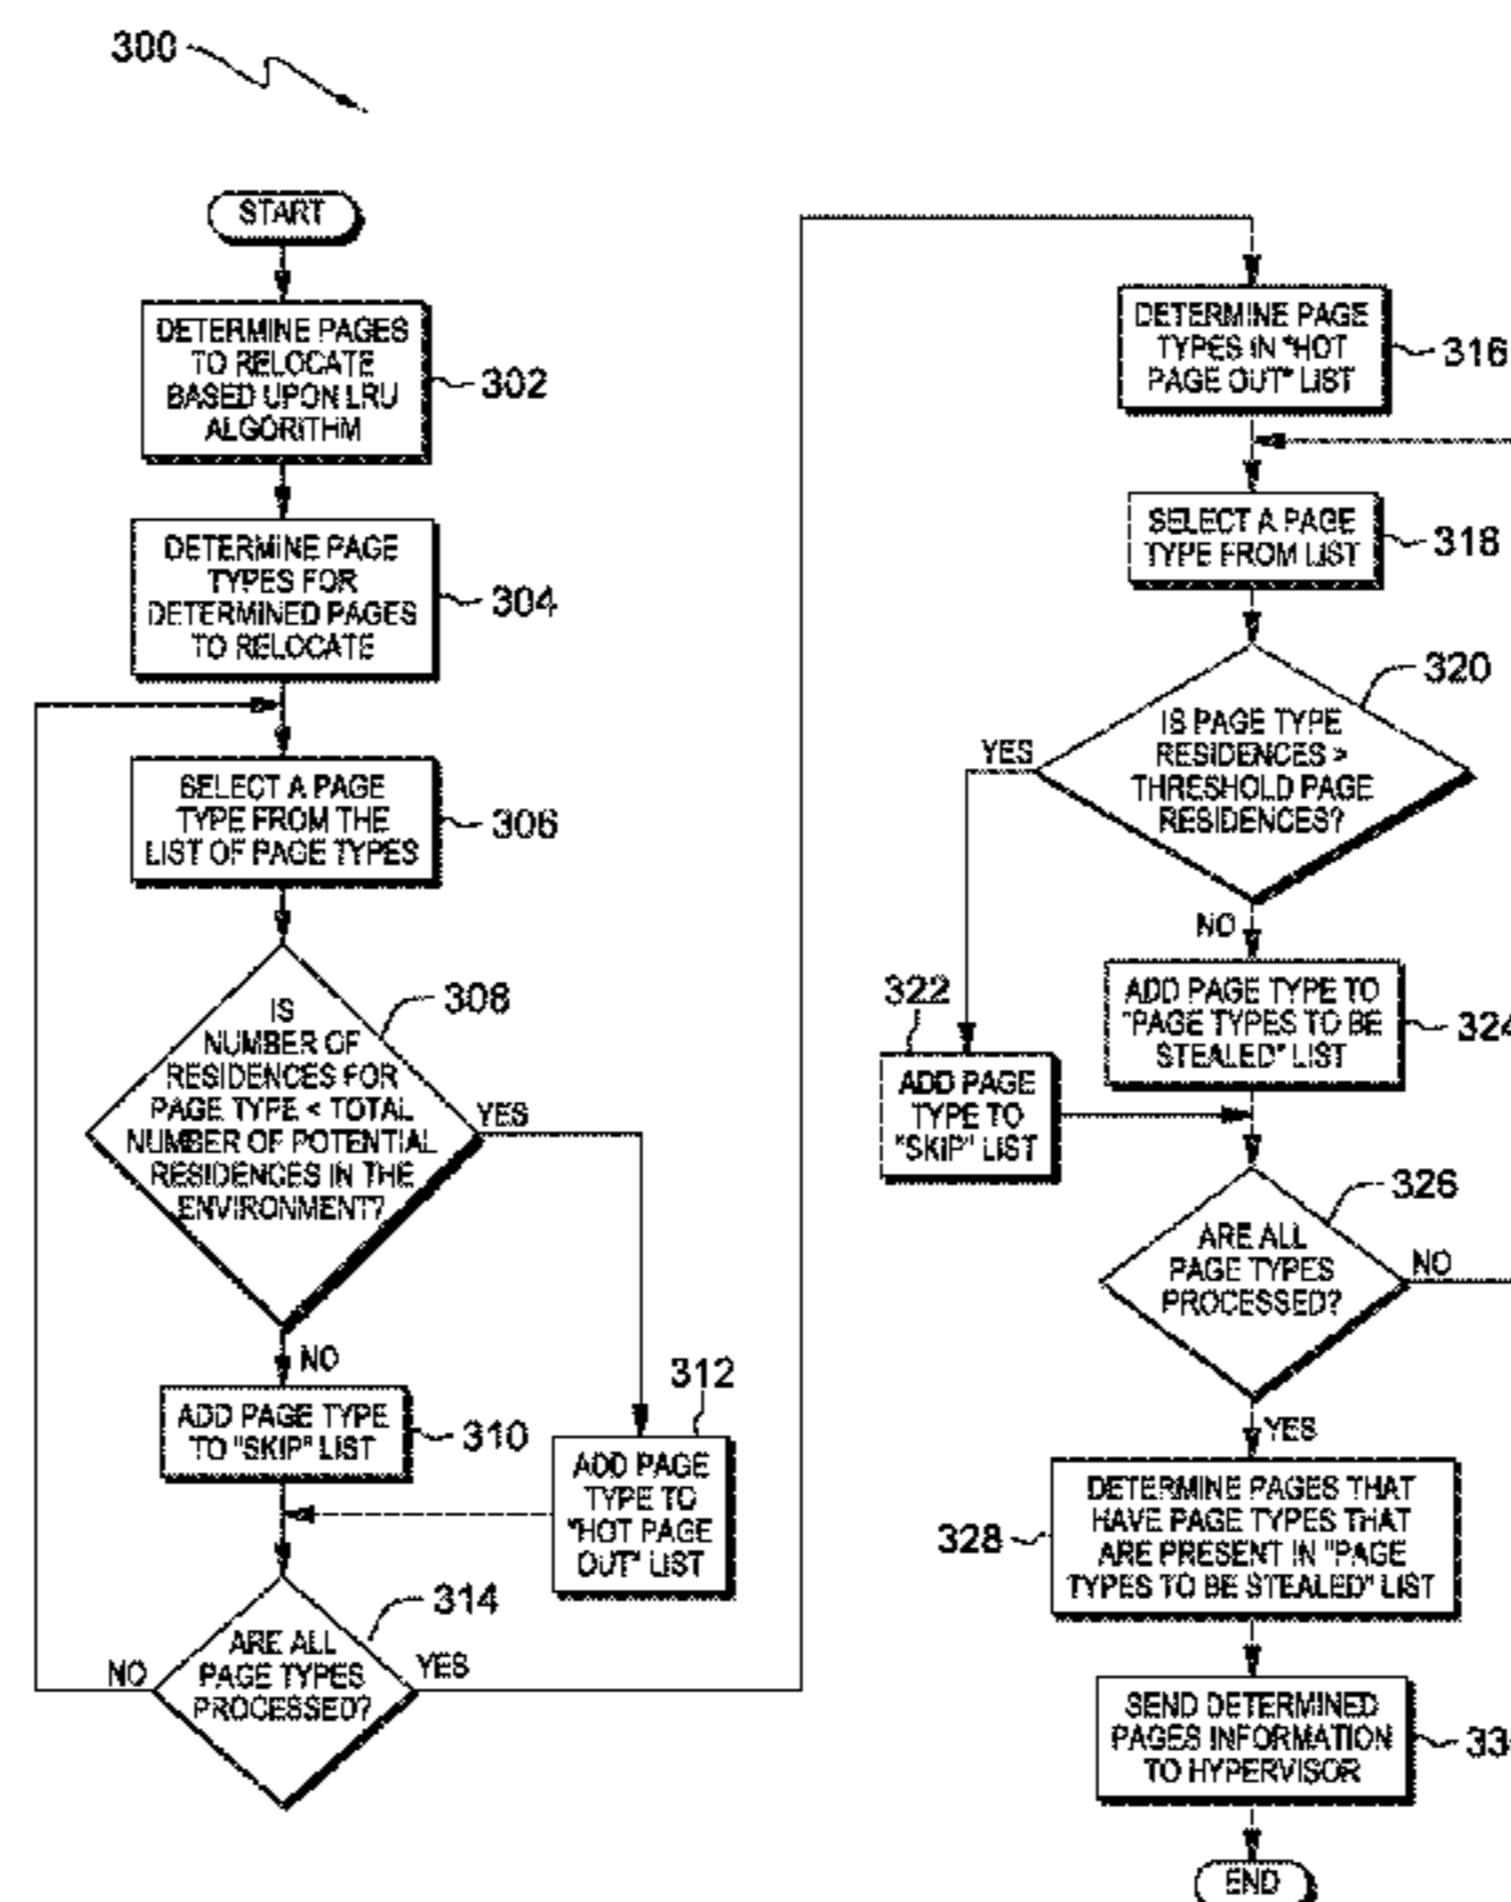 300
START
DETERMINE PAGES
TO RELOCATE
BASED UPON LRU
ALGORITHM
302
DETERMINE PAGE
TYPES FOR
DETERMINED PAGES
TO RELOCATE
304
SELECT A PAGE
TYPE FROM THE
LIST OF PAGE TYPES
306
IS
NUMBER OF
RESIDENCES FOR
PAGE TYPE < TOTAL
NUMBER OF POTENTIAL
RESIDENCES IN THE
ENVIRONMENT?
308
YES
NO
ADD PAGE TYPE
TO "SKIP" LIST
310
312
ADD PAGE
TYPE TO
"HOT PAGE
OUT" LIST
314
ARE ALL
PAGE TYPES
PROCESSED?
NO
YES
DETERMINE PAGE
TYPES IN "HOT
PAGE OUT" LIST
316
SELECT A PAGE
TYPE FROM LIST
318
320
IS PAGE TYPE
RESIDENCES >
THRESHOLD PAGE
RESIDENCES?
YES
NO
322
ADD PAGE
TYPE TO
"SKIP" LIST
ADD PAGE TYPE TO
"PAGE TYPES TO BE
STEALED" LIST
324
326
ARE ALL
PAGE TYPES
PROCESSED?
NO
YES
DETERMINE PAGES THAT
HAVE PAGE TYPES THAT
ARE PRESENT IN "PAGE
TYPES TO BE STEALED" LIST
328
SEND DETERMINED
PAGES INFORMATION
TO HYPERVISOR
END